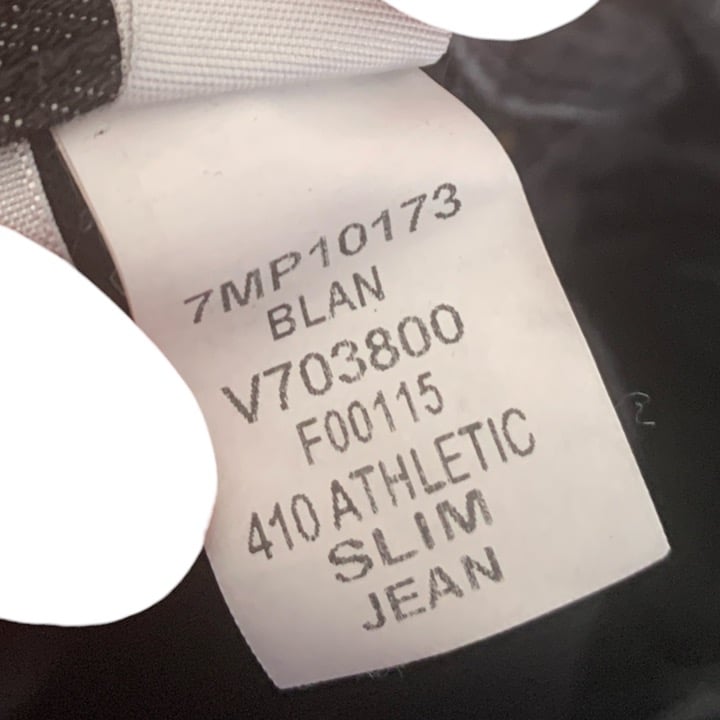 7MP10173
BLAN
V703800
F00115
410 ATHLETIC
SLIM
JEAN